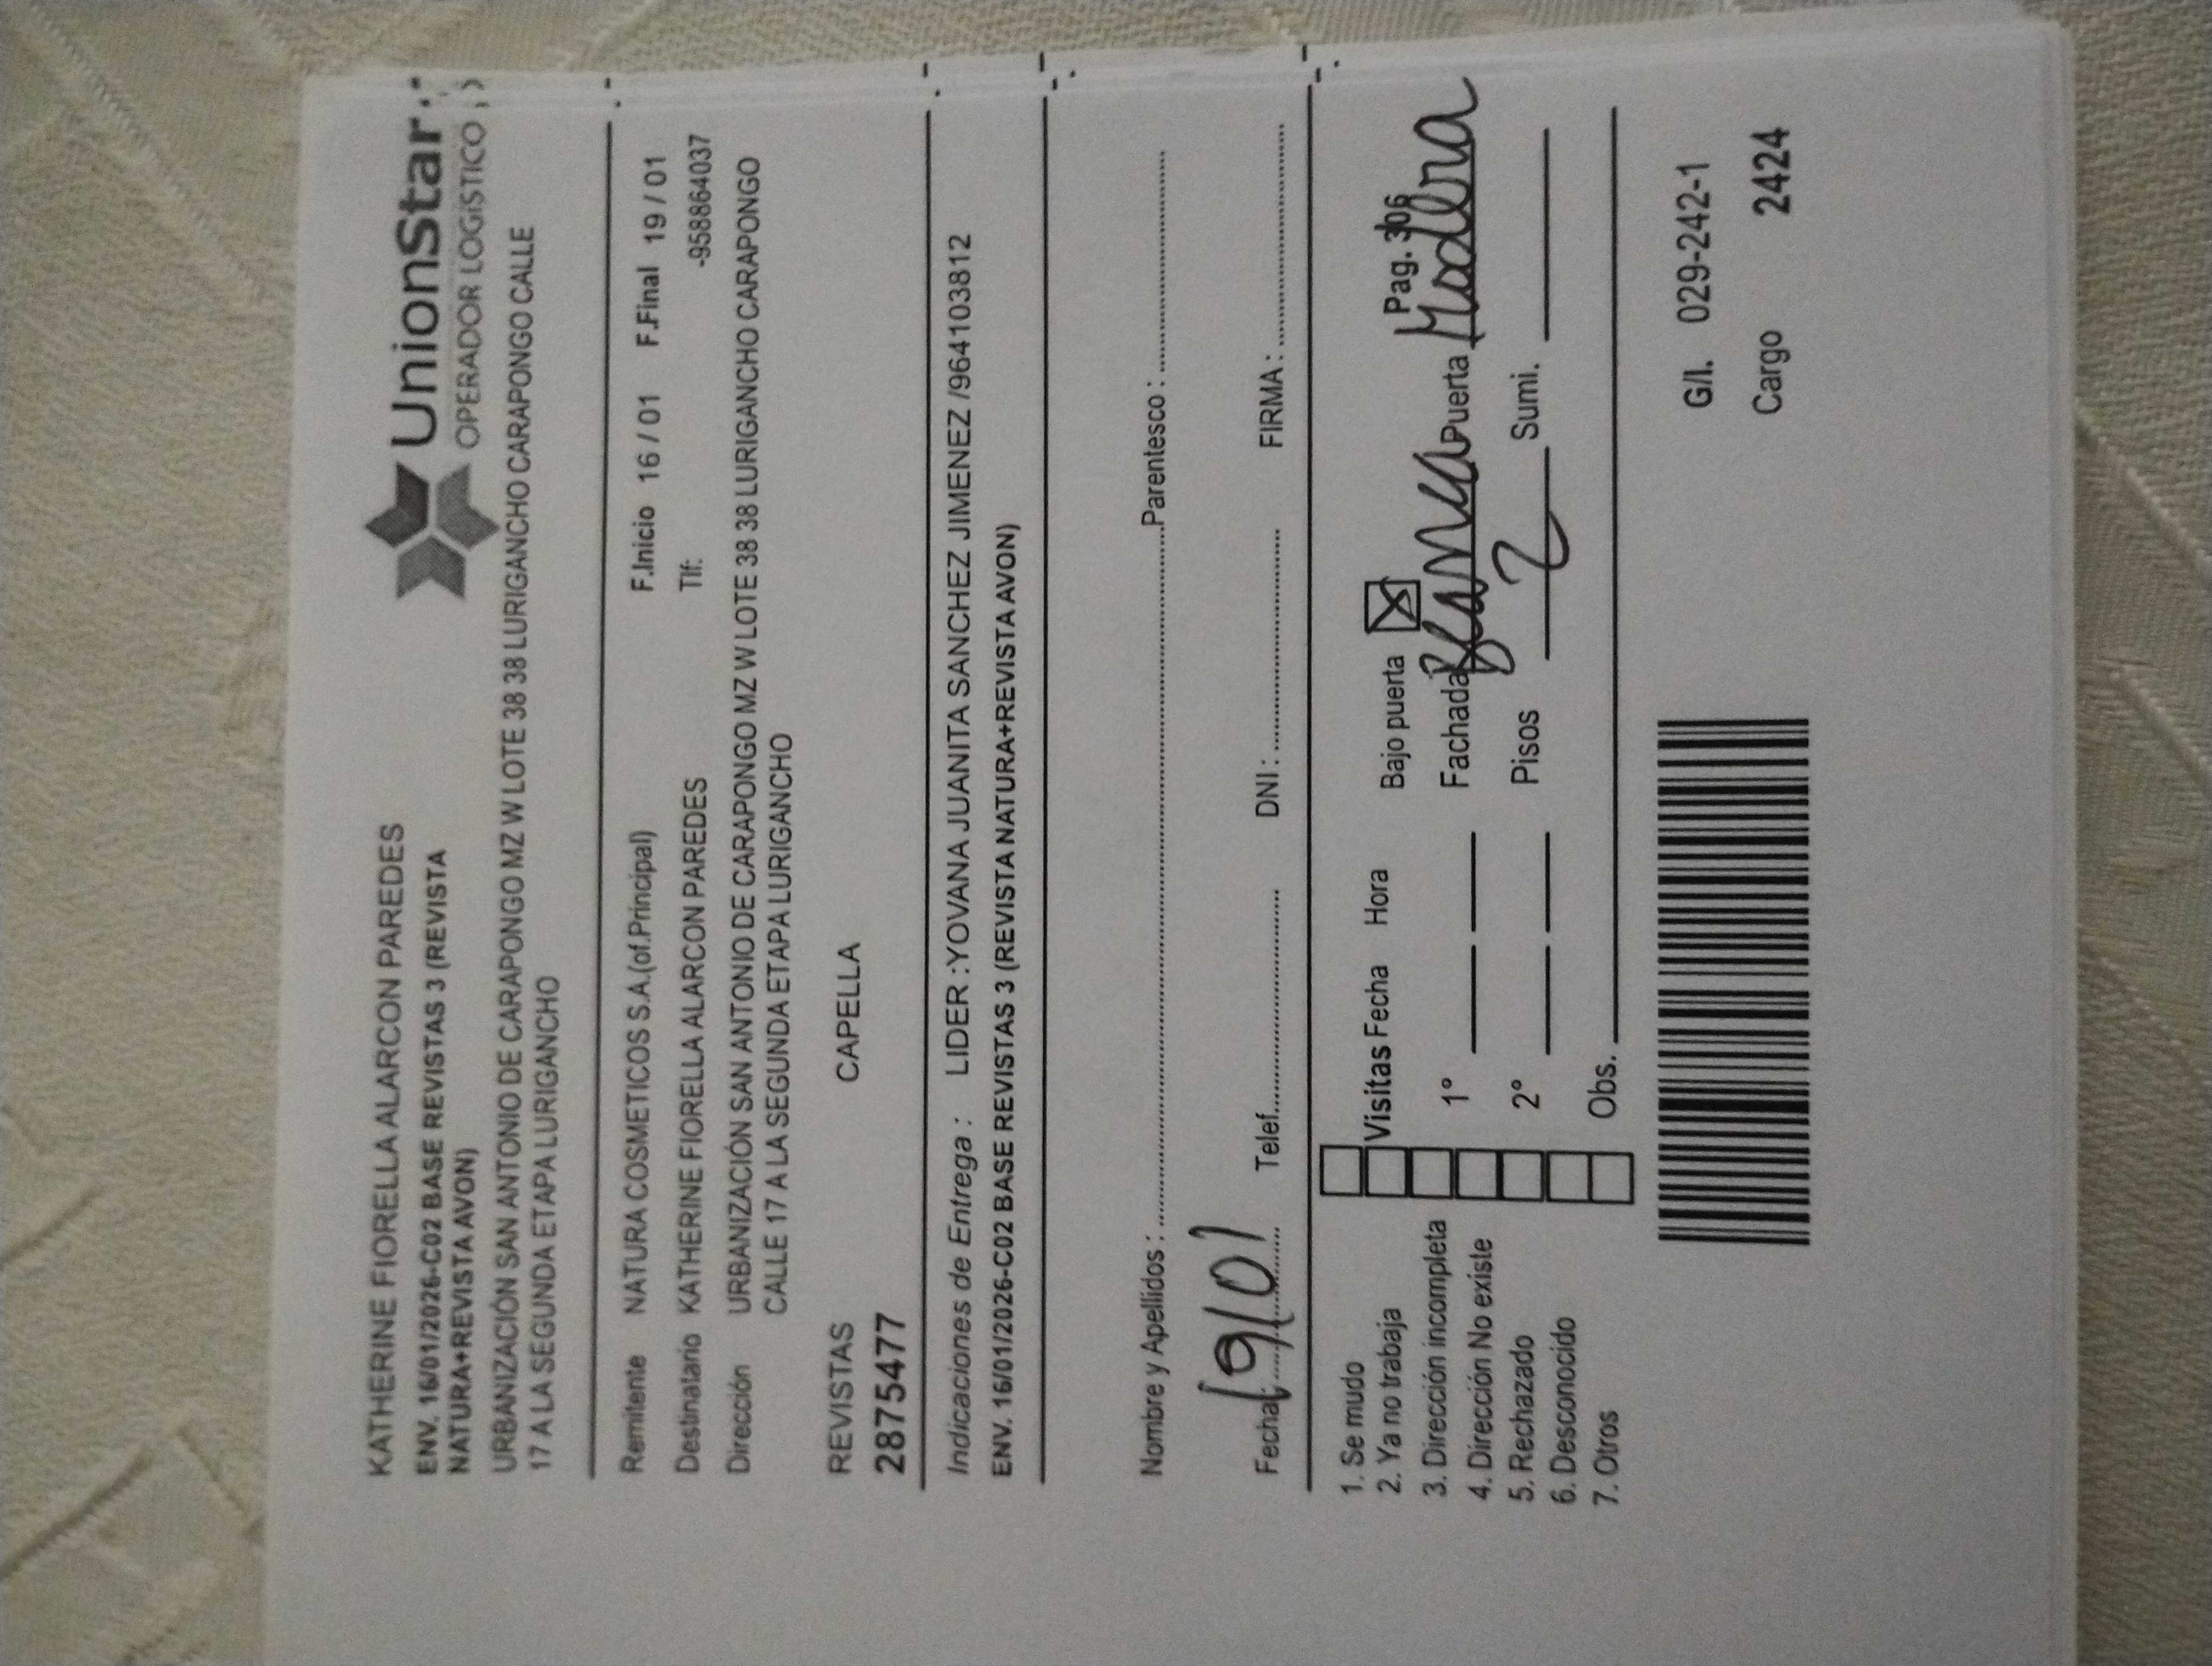 KATHERINE FIORELLA ALARCON PAREDES
ENV. 16/01/2026-C02 BASE REVISTAS 3 (REVISTA
NATURA+REVISTA AVON)
UnionStar
OPERADOR LOGÍSTICO
URBANIZACIÓN SAN ANTONIO DE CARAPONGO MZ W LOTE 38 38 LURIGANCHO CARAPONGO CALLE
17 A LA SEGUNDA ETAPA LURIGANCHO
Remitente NATURA COSMETICOS S.A.(of.Principal) F.Inicio 16 / 01 F.Final 19 / 01
Destinatario KATHERINE FIORELLA ALARCON PAREDES Tlf: -958864037
Dirección URBANIZACIÓN SAN ANTONIO DE CARAPONGO MZ W LOTE 38 38 LURIGANCHO CARAPONGO
CALLE 17 A LA SEGUNDA ETAPA LURIGANCHO
REVISTAS CAPELLA
2875477
Indicaciones de Entrega : LIDER :YOVANA JUANITA SANCHEZ JIMENEZ /964103812
ENV. 16/01/2026-C02 BASE REVISTAS 3 (REVISTA NATURA+REVISTA AVON)
Nombre y Apellidos : Parentesco :
Fecha: 19/01 Telef. DNI : FIRMA :
1. Se mudo
2. Ya no trabaja
3. Dirección incompleta
4. Dirección No existe
5. Rechazado
6. Desconocido
7. Otros
Visitas Fecha Hora
1°
2°
Obs.
Bajo puerta Pag. 306
Fachada Blanca Puerta Madera
Pisos 2 Sumi.
G/I. 029-242-1
Cargo 2424